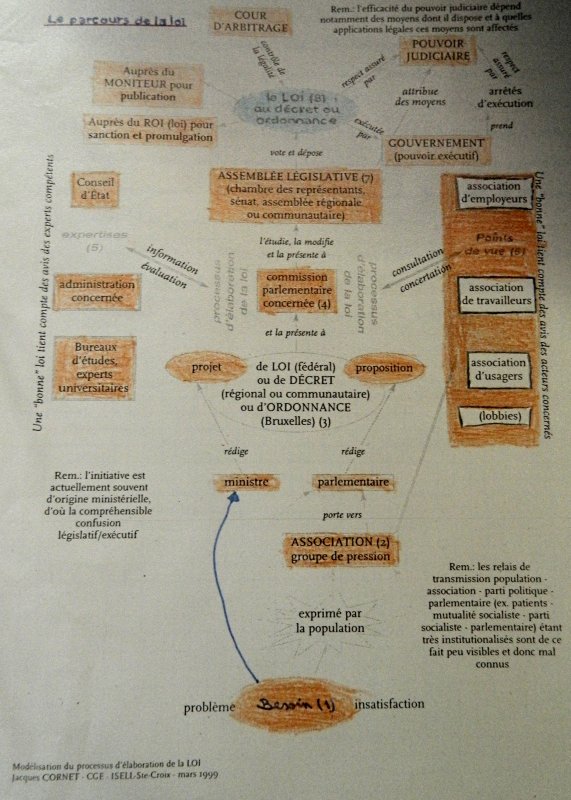 Le parcours de la loi
COUR
D'ARBITRAGE
Rem.: l'efficacité du pouvoir judiciaire dépend
notamment des moyens dont il dispose et à quelles
applications légales ces moyens sont affectés
contrôle de
la légalité
POUVOIR
JUDICIAIRE
respect assuré
par
respect
assuré
par
Auprès du
MONITEUR pour
publication
la LOI (8)
au décret ou
ordonnance
attribue
des moyens
arrêtés
d'exécution
Auprès du ROI (loi) pour
sanction et promulgation
exécutée
par
prend
GOUVERNEMENT
(pouvoir exécutif)
vote et dépose
ASSEMBLÉE LÉGISLATIVE (7)
(chambre des représentants,
sénat, assemblée régionale
ou communautaire)
Conseil
d'État
association
d'employeurs
Une "bonne" loi tient compte des avis des experts compétents
Une "bonne" loi tient compte des avis des acteurs concernés
expertises
(5)
information
évaluation
l'étudie, la modifie
et la présente à
Points
de vue (6)
consultation
concertation
processus
d'élaboration
de la loi
processus
d'élaboration
de la loi
administration
concernée
commission
parlementaire
concernée (4)
association
de travailleurs
et la présente à
Bureaux
d'études,
experts
universitaires
projet
de LOI (fédéral)
ou de DÉCRET
(régional ou communautaire)
ou d'ORDONNANCE
(Bruxelles) (3)
proposition
association
d'usagers
(lobbies)
rédige
rédige
ministre
parlementaire
Rem.: l'initiative est
actuellement souvent
d'origine ministérielle,
d'où la compréhensible
confusion
législatif/exécutif
porte vers
ASSOCIATION (2)
groupe de pression
Rem.: les relais de
transmission population -
association - parti politique -
parlementaire (ex. patients -
mutualité socialiste - parti
socialiste - parlementaire) étant
très institutionalisés sont de ce
fait peu visibles et donc mal
connus
exprimé par
la population
problème
Besoin (1)
insatisfaction
Modélisation du processus d'élaboration de la LOI
Jacques CORNET - CGE - ISELL-Ste-Croix - mars 1999